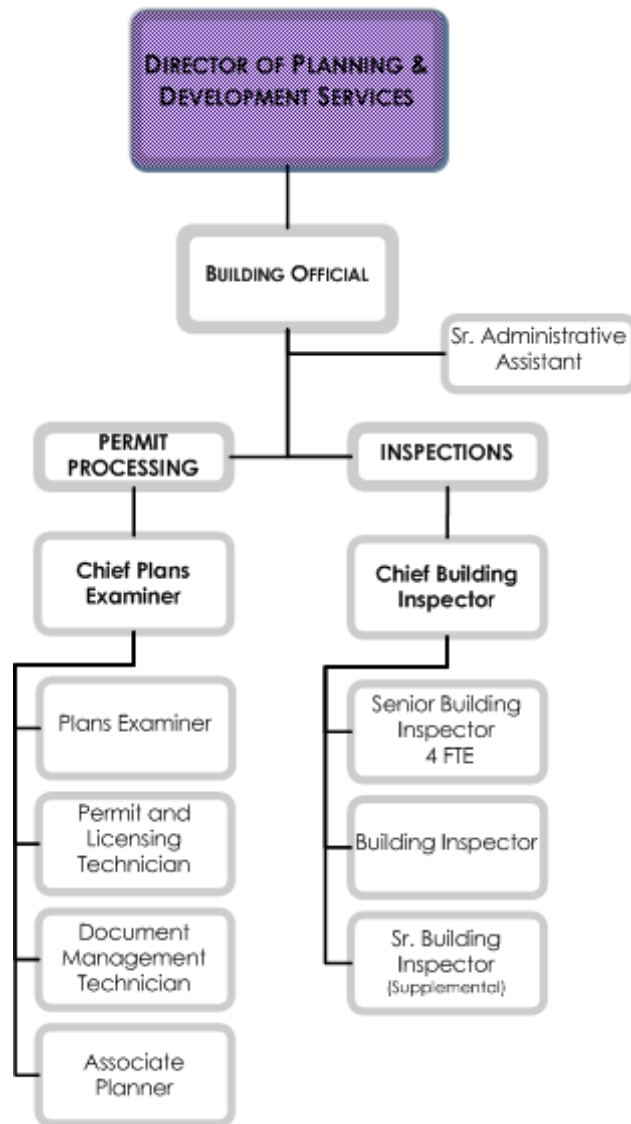 DIRECTOR OF PLANNING &
DEVELOPMENT SERVICES
BUILDING OFFICIAL
Sr. Administrative
Assistant
PERMIT
PROCESSING
INSPECTIONS
Chief Plans
Examiner
Chief Building
Inspector
Plans Examiner
Permit and
Licensing
Technician
Document
Management
Technician
Associate
Planner
Senior Building
Inspector
4 FTE
Building Inspector
Sr. Building
Inspector
(Supplemental)